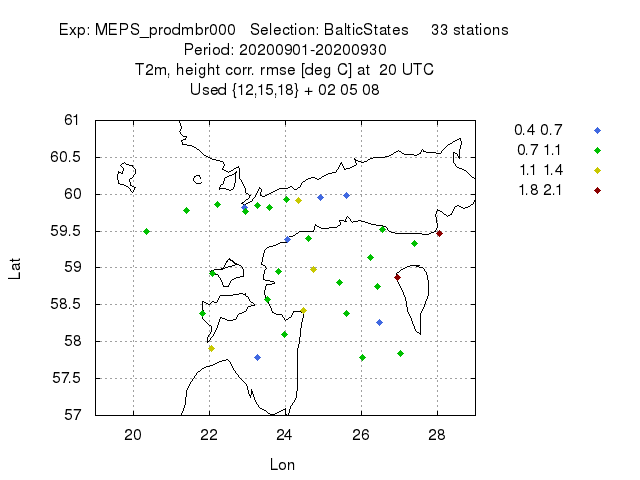 Exp: MEPS_prodmbr000 Selection: BalticStates 33 stations
Period: 20200901-20200930
T2m, height corr. rmse [deg C] at 20 UTC
Used {12,15,18} + 02 05 08
0.4 0.7
0.7 1.1
1.1 1.4
1.8 2.1
61
60.5
60
59.5
59
58.5
58
57.5
57
Lat
20 22 24 26 28
Lon